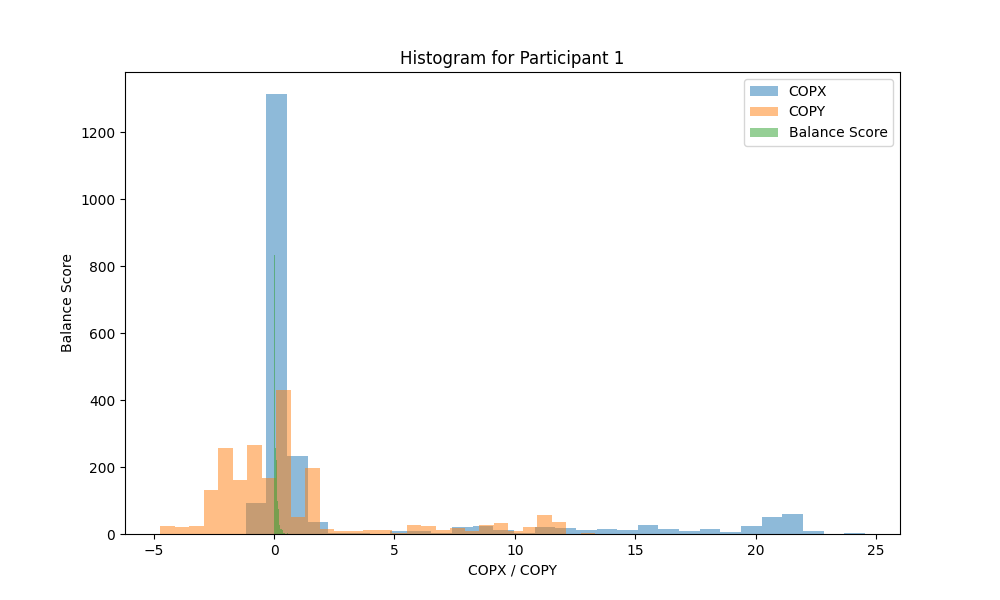 Histogram for Participant 1
COPX
COPY
Balance Score
Balance Score
1200
1000
800
600
400
200
0
−5
0
5
10
15
20
25
COPX / COPY